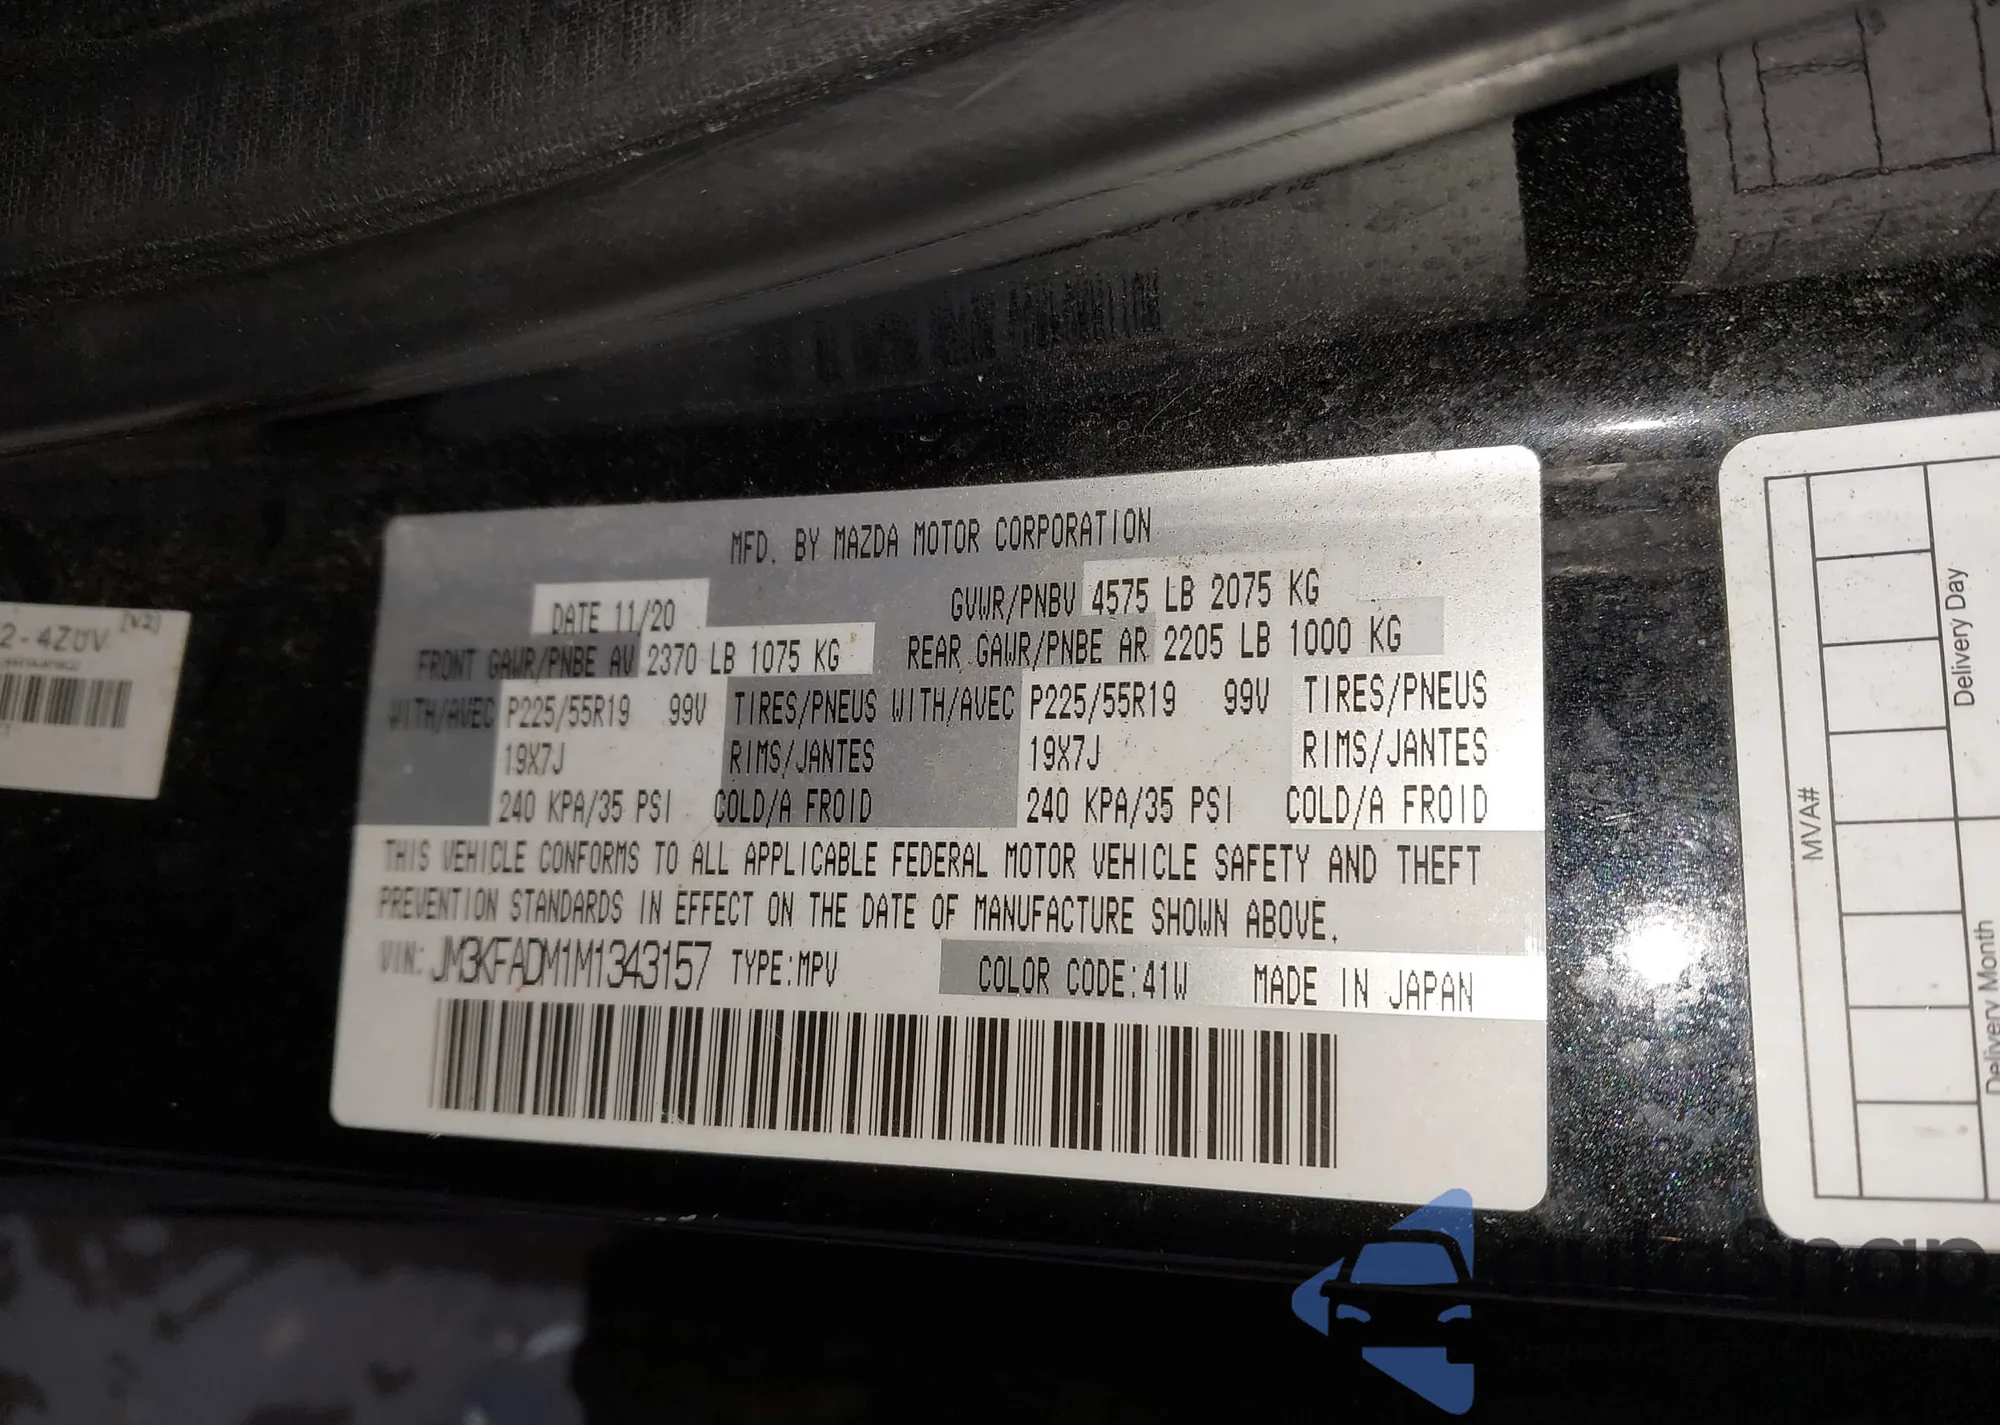 MFD. BY MAZDA MOTOR CORPORATION
DATE 11/20 GVWR/PNBV 4575 LB 2075 KG
FRONT GAWR/PNBE AV 2370 LB 1075 KG REAR GAWR/PNBE AR 2205 LB 1000 KG
WITH/AVEC P225/55R19 99V TIRES/PNEUS WITH/AVEC P225/55R19 99V TIRES/PNEUS
19X7J RIMS/JANTES 19X7J RIMS/JANTES
240 KPA/35 PSI COLD/A FROID 240 KPA/35 PSI COLD/A FROID
THIS VEHICLE CONFORMS TO ALL APPLICABLE FEDERAL MOTOR VEHICLE SAFETY AND THEFT
PREVENTION STANDARDS IN EFFECT ON THE DATE OF MANUFACTURE SHOWN ABOVE.
VIN: JM3KFADM1M1343157 TYPE:MPV COLOR CODE:41W MADE IN JAPAN
MVA#
Delivery Day
Delivery Month
autosnap